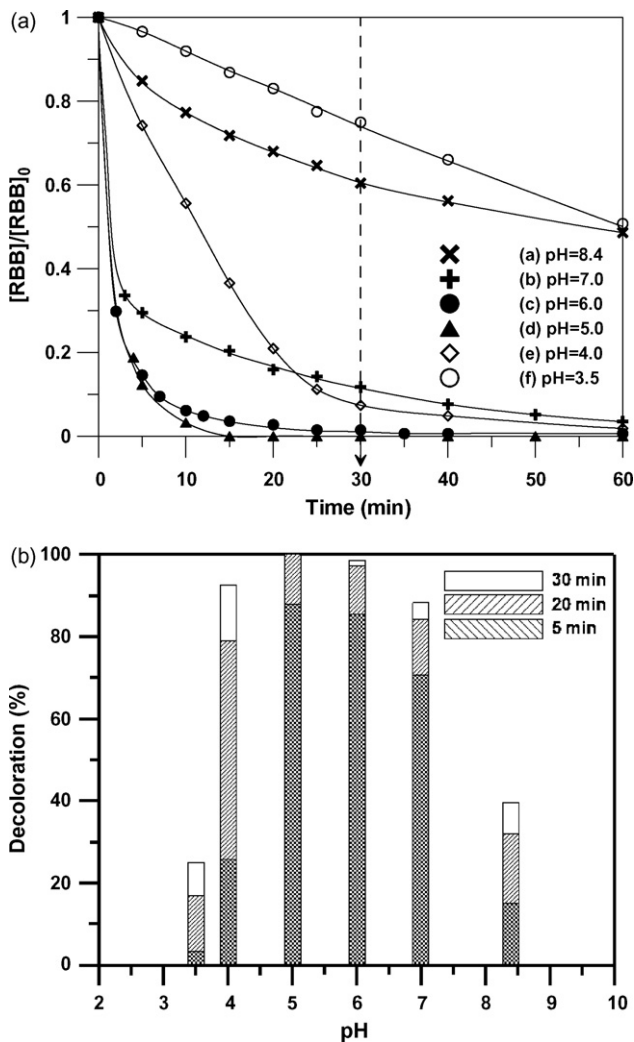 (a)
1
0.8
0.6
0.4
0.2
0
[RBB]/[RBB]0
(a) pH=8.4
(b) pH=7.0
(c) pH=6.0
(d) pH=5.0
(e) pH=4.0
(f) pH=3.5
0 10 20 30 40 50 60
Time (min)
(b)
100
80
60
40
20
0
Decoloration (%)
30 min
20 min
5 min
2 3 4 5 6 7 8 9 10
pH